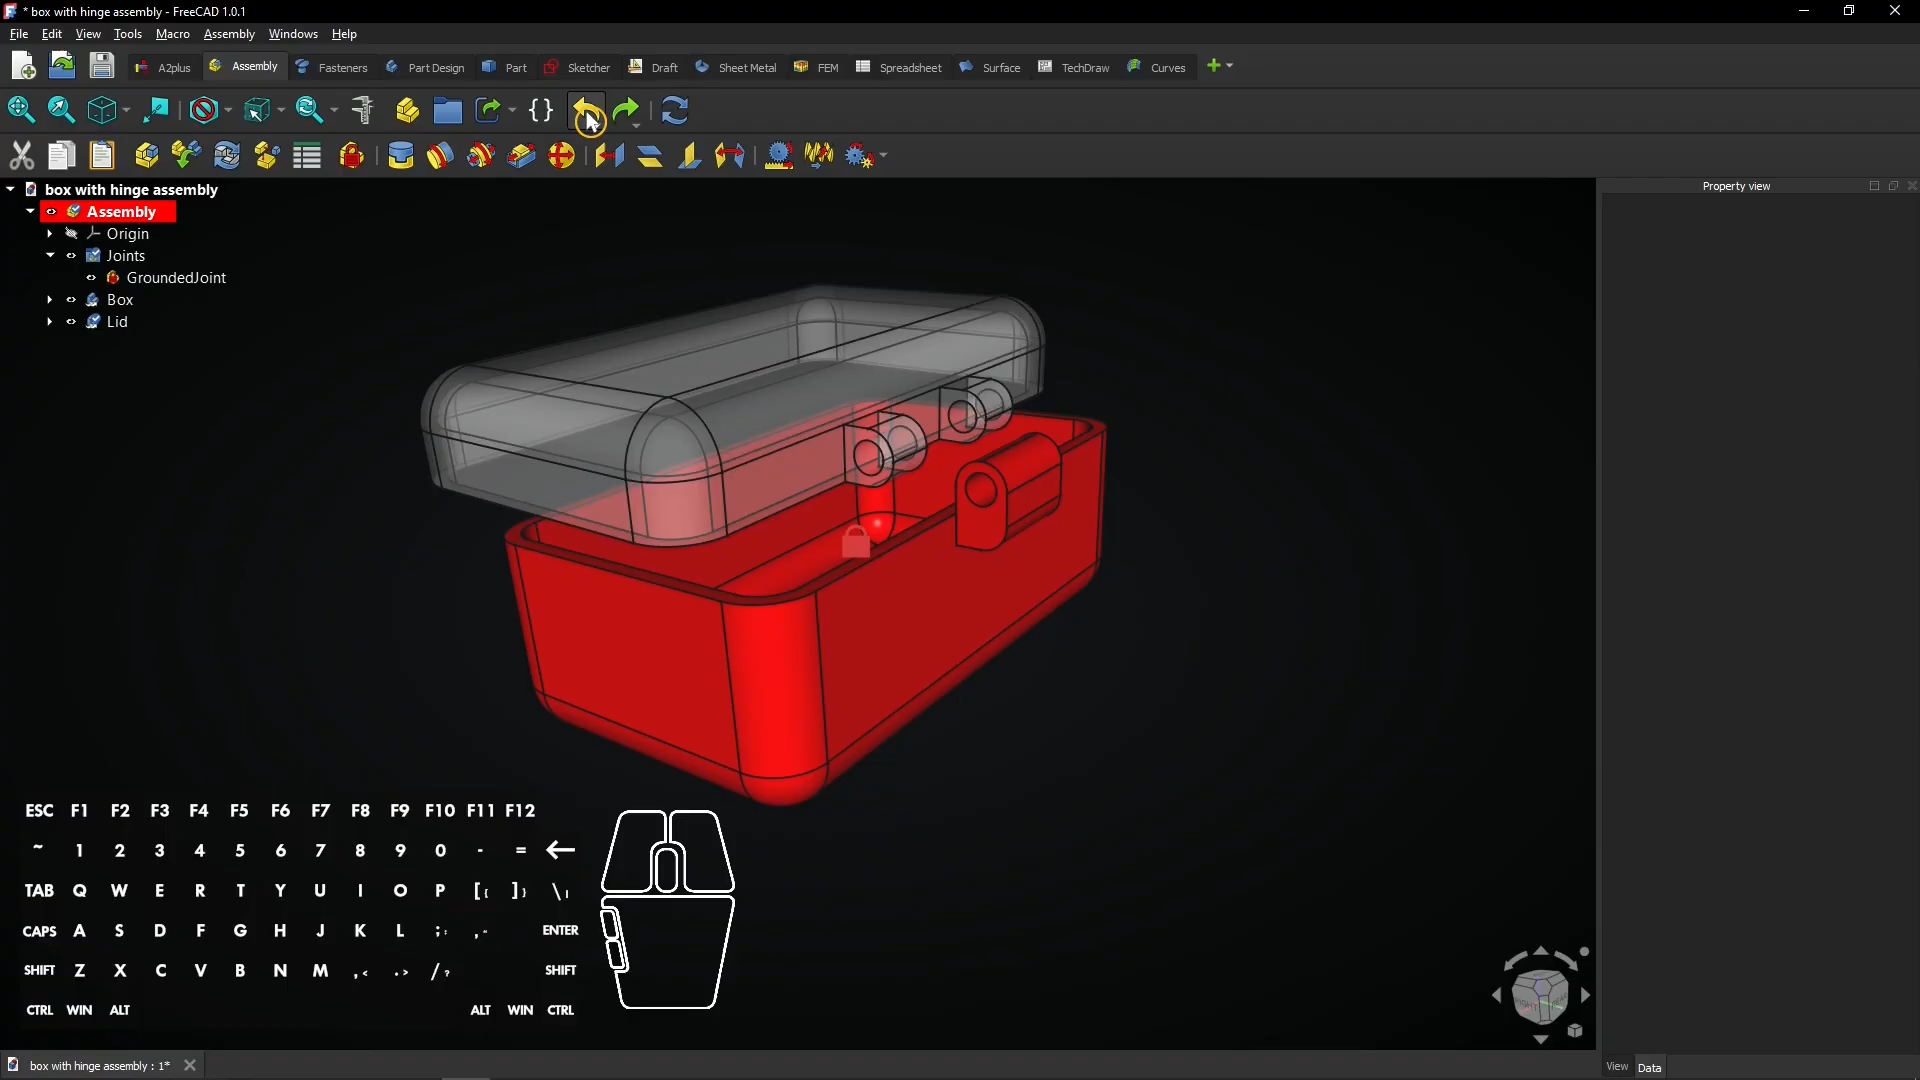 * box with hinge assembly - FreeCAD 1.0.1
File Edit View Tools Macro Assembly Windows Help
A2plus Assembly Fasteners Part Design Part Sketcher Draft Sheet Metal FEM Spreadsheet Surface TechDraw Curves
box with hinge assembly
Property view
Assembly
Origin
Joints
GroundedJoint
Box
Lid
ESC F1 F2 F3 F4 F5 F6 F7 F8 F9 F10 F11 F12
~ 1 2 3 4 5 6 7 8 9 0 - = ←
TAB Q W E R T Y U I O P [{ ]} \|
CAPS A S D F G H J K L ;: ," ENTER
SHIFT Z X C V B N M ,< .> /? SHIFT
CTRL WIN ALT ALT WIN CTRL
box with hinge assembly : 1*
View Data